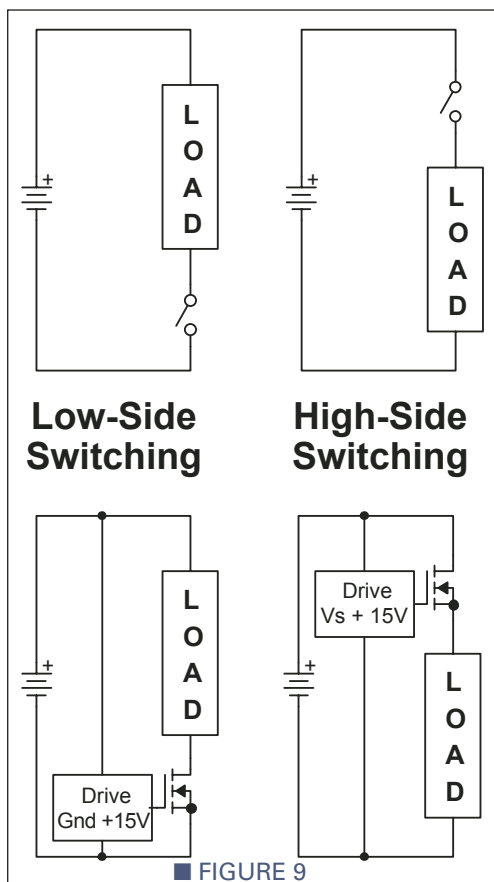 +
L
O
A
D
+
L
O
A
D
Low-Side
Switching
High-Side
Switching
+
L
O
A
D
Drive
Gnd +15V
+
Drive
Vs + 15V
L
O
A
D
■ FIGURE 9